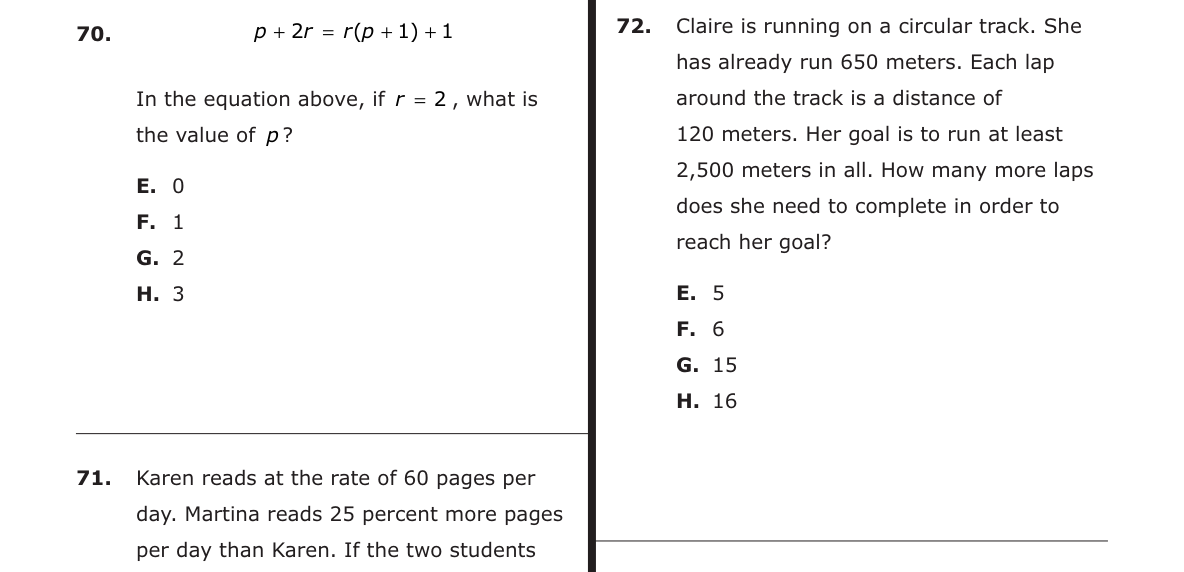 70.
p + 2r = r(p + 1) + 1
In the equation above, if r = 2 , what is
the value of p ?
E. 0
F. 1
G. 2
H. 3
71. Karen reads at the rate of 60 pages per
day. Martina reads 25 percent more pages
per day than Karen. If the two students
72. Claire is running on a circular track. She
has already run 650 meters. Each lap
around the track is a distance of
120 meters. Her goal is to run at least
2,500 meters in all. How many more laps
does she need to complete in order to
reach her goal?
E. 5
F. 6
G. 15
H. 16